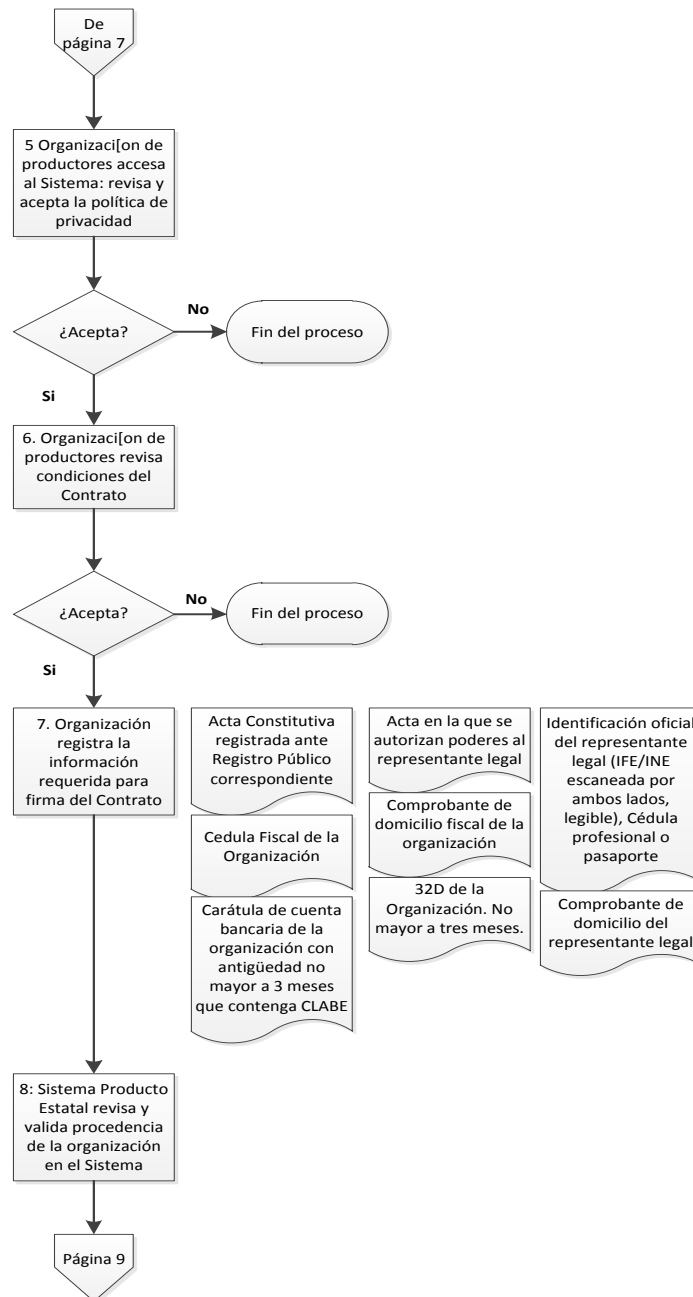 De
página 7
5 Organizaci[on de
productores accesa
al Sistema: revisa y
acepta la política de
privacidad
¿Acepta?
No
Fin del proceso
Si
6. Organizaci[on de
productores revisa
condiciones del
Contrato
¿Acepta?
No
Fin del proceso
Si
7. Organización
registra la
información
requerida para
firma del Contrato
Acta Constitutiva
registrada ante
Registro Público
correspondiente
Cedula Fiscal de la
Organización
Carátula de cuenta
bancaria de la
organización con
antigüedad no
mayor a 3 meses
que contenga CLABE
Acta en la que se
autorizan poderes al
representante legal
Comprobante de
domicilio fiscal de la
organización
32D de la
Organización. No
mayor a tres meses.
Identificación oficial
del representante
legal (IFE/INE
escaneada por
ambos lados,
legible), Cédula
profesional o
pasaporte
Comprobante de
domicilio del
representante legal
8: Sistema Producto
Estatal revisa y
valida procedencia
de la organización
en el Sistema
Página 9